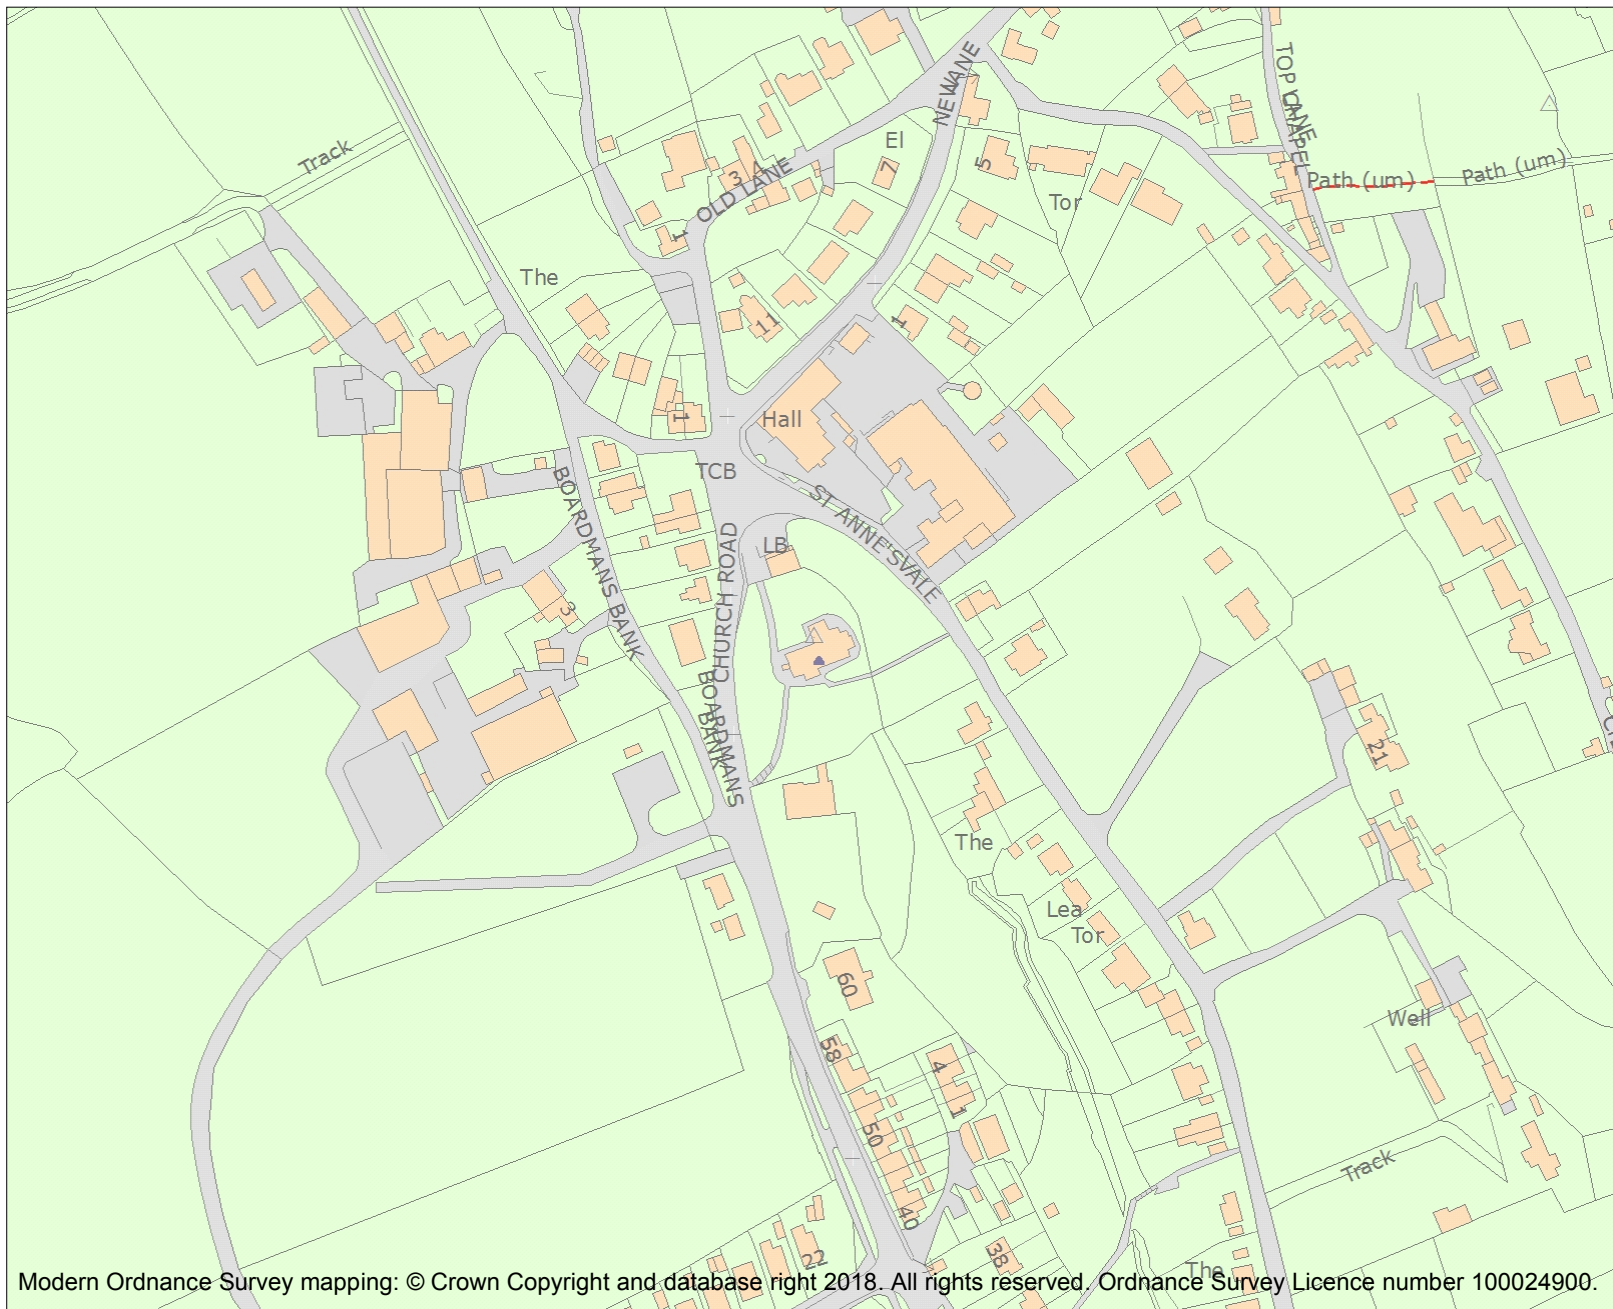 TOP LANE
CHAPEL
NEW LANE
Track
El
7
5
3 4
OLD LANE
Path (um)
Path (um)
Tor
1
The
11
1
Hall
1
TCB
BOARDMANS BANK
ST ANNE'S VALE
LB
CHURCH ROAD
3
BOARDMANS
BANK
21
The
Lea
Tor
60
Well
58
4
1
50
Track
40
38
22
The
Modern Ordnance Survey mapping: © Crown Copyright and database right 2018. All rights reserved. Ordnance Survey Licence number 100024900.